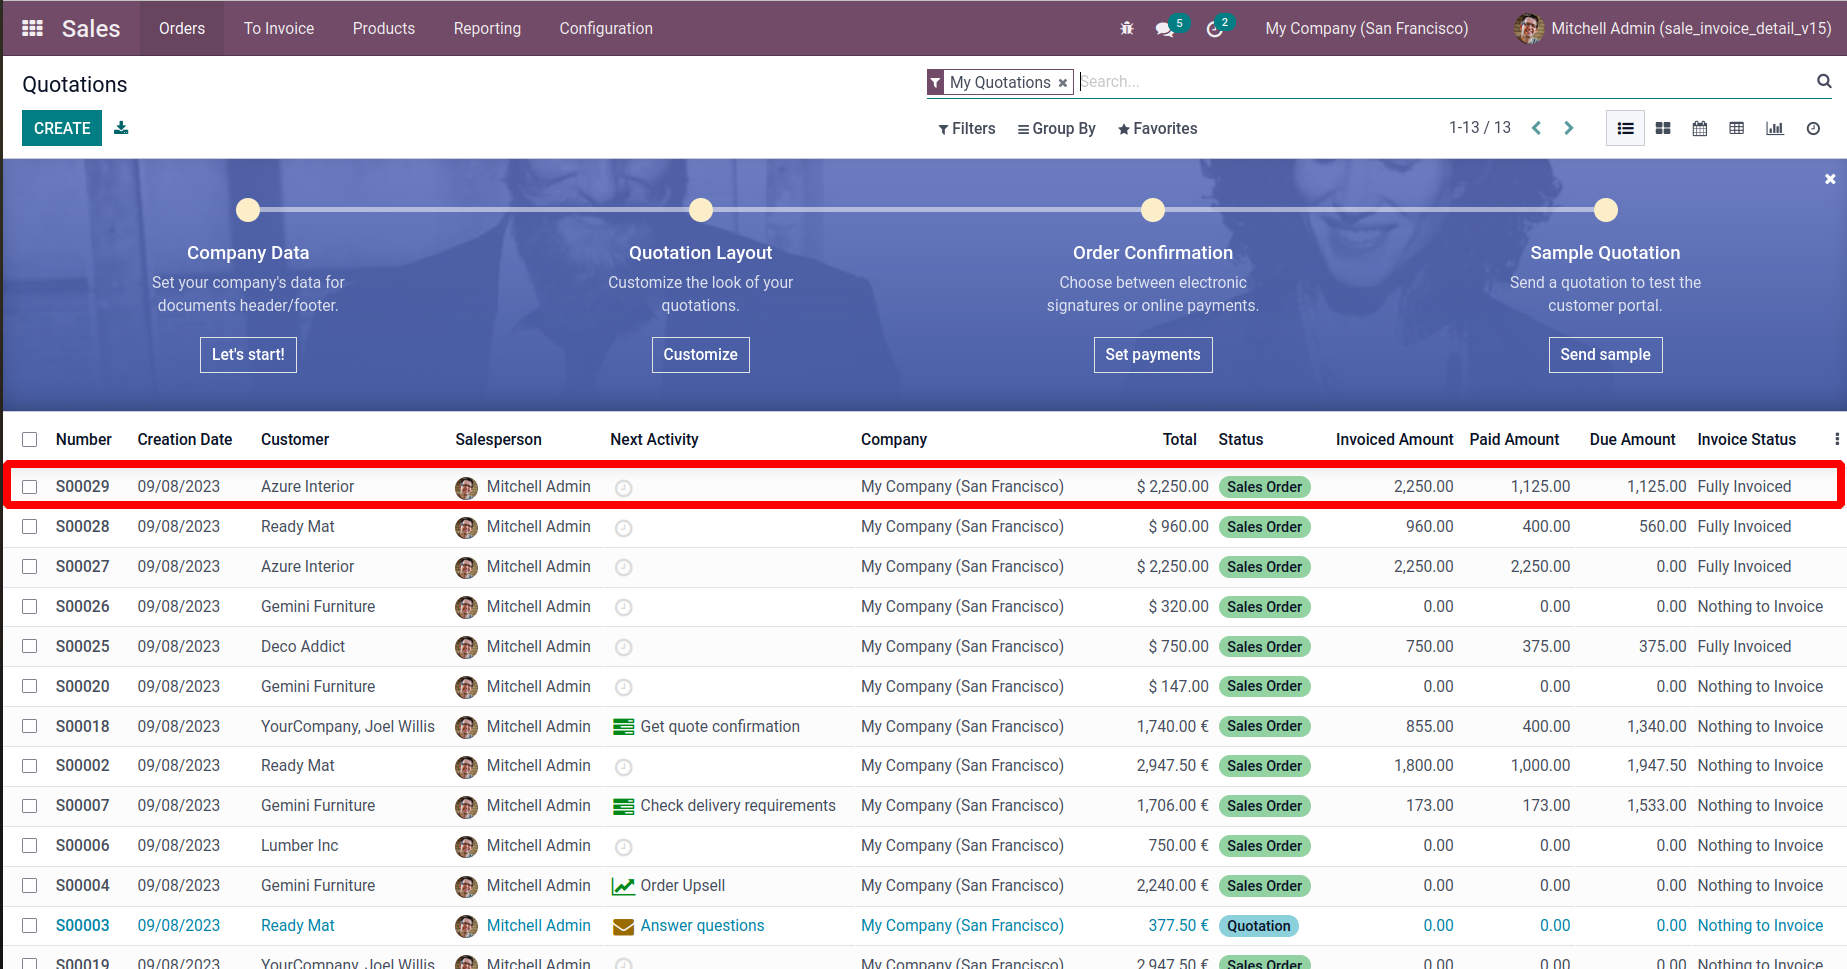 Sales Orders To Invoice Products Reporting Configuration 5 2 My Company (San Francisco) Mitchell Admin (sale_invoice_detail_v15)
Quotations
My Quotations × Search...
CREATE
Filters Group By Favorites 1-13 / 13
Company Data
Set your company's data for
documents header/footer.
Let's start!
Quotation Layout
Customize the look of your
quotations.
Customize
Order Confirmation
Choose between electronic
signatures or online payments.
Set payments
Sample Quotation
Send a quotation to test the
customer portal.
Send sample
Number Creation Date Customer Salesperson Next Activity Company Total Status Invoiced Amount Paid Amount Due Amount Invoice Status
S00029 09/08/2023 Azure Interior Mitchell Admin My Company (San Francisco) $ 2,250.00 Sales Order 2,250.00 1,125.00 1,125.00 Fully Invoiced
S00028 09/08/2023 Ready Mat Mitchell Admin My Company (San Francisco) $ 960.00 Sales Order 960.00 400.00 560.00 Fully Invoiced
S00027 09/08/2023 Azure Interior Mitchell Admin My Company (San Francisco) $ 2,250.00 Sales Order 2,250.00 2,250.00 0.00 Fully Invoiced
S00026 09/08/2023 Gemini Furniture Mitchell Admin My Company (San Francisco) $ 320.00 Sales Order 0.00 0.00 0.00 Nothing to Invoice
S00025 09/08/2023 Deco Addict Mitchell Admin My Company (San Francisco) $ 750.00 Sales Order 750.00 375.00 375.00 Fully Invoiced
S00020 09/08/2023 Gemini Furniture Mitchell Admin My Company (San Francisco) $ 147.00 Sales Order 0.00 0.00 0.00 Nothing to Invoice
S00018 09/08/2023 YourCompany, Joel Willis Mitchell Admin Get quote confirmation My Company (San Francisco) 1,740.00 € Sales Order 855.00 400.00 1,340.00 Nothing to Invoice
S00002 09/08/2023 Ready Mat Mitchell Admin My Company (San Francisco) 2,947.50 € Sales Order 1,800.00 1,000.00 1,947.50 Nothing to Invoice
S00007 09/08/2023 Gemini Furniture Mitchell Admin Check delivery requirements My Company (San Francisco) 1,706.00 € Sales Order 173.00 173.00 1,533.00 Nothing to Invoice
S00006 09/08/2023 Lumber Inc Mitchell Admin My Company (San Francisco) 750.00 € Sales Order 0.00 0.00 0.00 Nothing to Invoice
S00004 09/08/2023 Gemini Furniture Mitchell Admin Order Upsell My Company (San Francisco) 2,240.00 € Sales Order 0.00 0.00 0.00 Nothing to Invoice
S00003 09/08/2023 Ready Mat Mitchell Admin Answer questions My Company (San Francisco) 377.50 € Quotation 0.00 0.00 0.00 Nothing to Invoice
S00019 09/08/2023 YourCompany, Joel Willis Mitchell Admin My Company (San Francisco) 2,947.50 € Sales Order 0.00 0.00 0.00 Nothing to Invoice